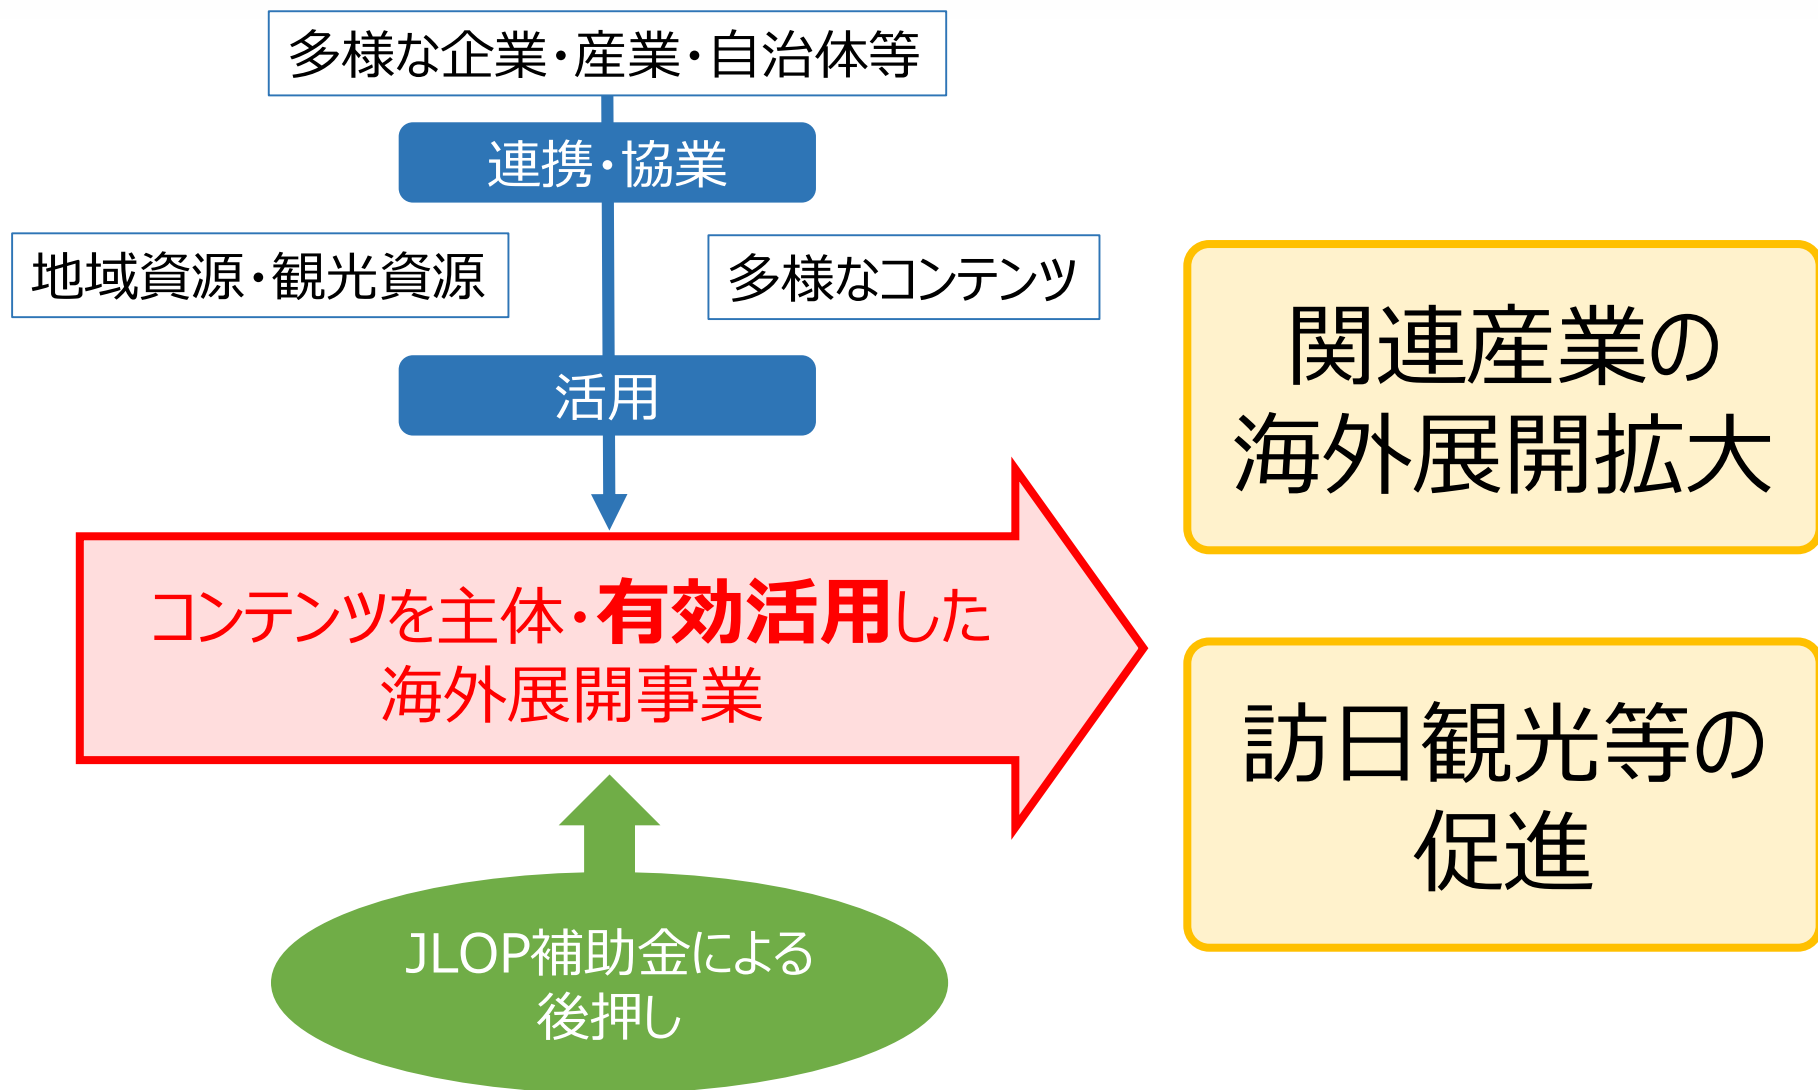 多様な企業・産業・自治体等
連携・協業
地域資源・観光資源
多様なコンテンツ
活用
コンテンツを主体・有効活用した
海外展開事業
JLOP補助金による
後押し
関連産業の
海外展開拡大
訪日観光等の
促進